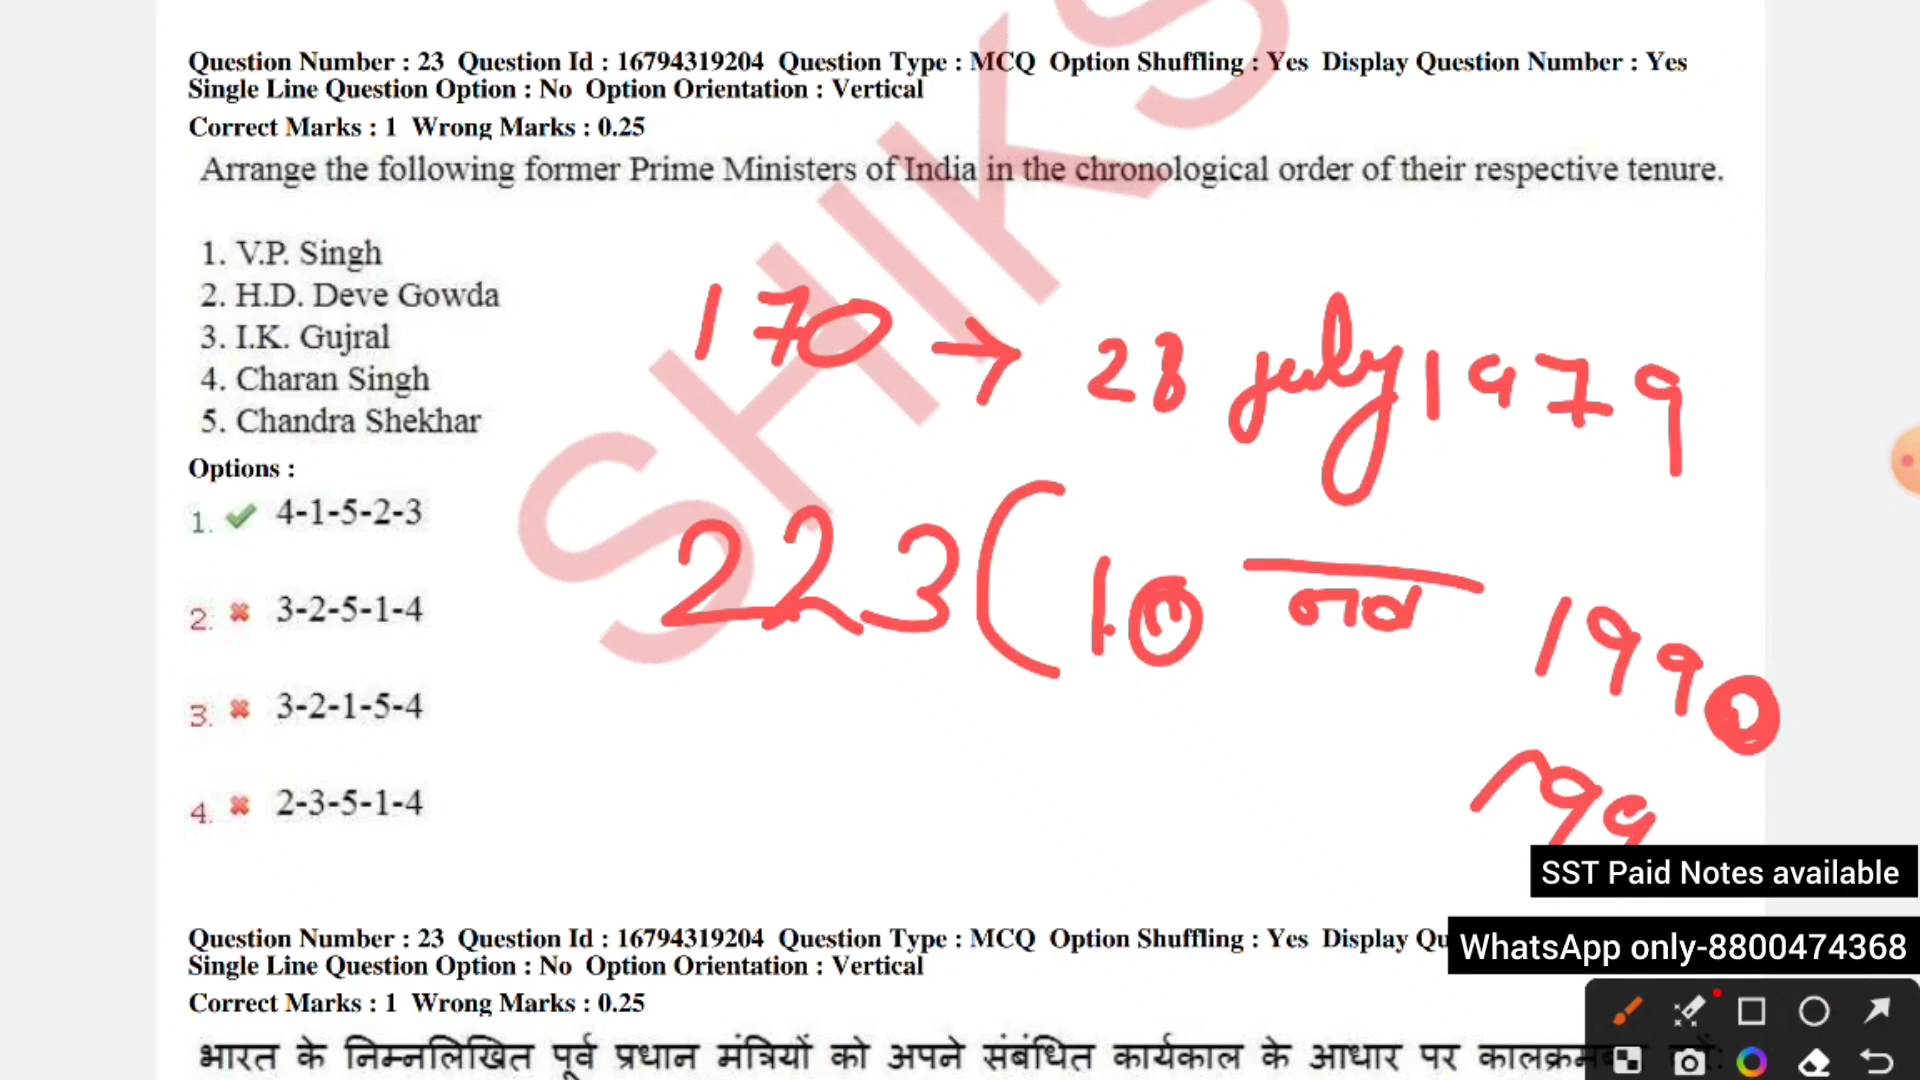 Question Number : 23 Question Id : 16794319204 Question Type : MCQ Option Shuffling : Yes Display Question Number : Yes
Single Line Question Option : No Option Orientation : Vertical
Correct Marks : 1 Wrong Marks : 0.25
Arrange the following former Prime Ministers of India in the chronological order of their respective tenure.
1. V.P. Singh
2. H.D. Deve Gowda
3. I.K. Gujral
4. Charan Singh
5. Chandra Shekhar
170 → 28 july 1979
Options :
1. 4-1-5-2-3
223 ( 10 नव 1990
2. 3-2-5-1-4
3. 3-2-1-5-4
4. 2-3-5-1-4
199
SHIKS
SST Paid Notes available
Question Number : 23 Question Id : 16794319204 Question Type : MCQ Option Shuffling : Yes Display Qu
WhatsApp only-8800474368
Single Line Question Option : No Option Orientation : Vertical
Correct Marks : 1 Wrong Marks : 0.25
भारत के निम्नलिखित पूर्व प्रधान मंत्रियों को अपने संबंधित कार्यकाल के आधार पर